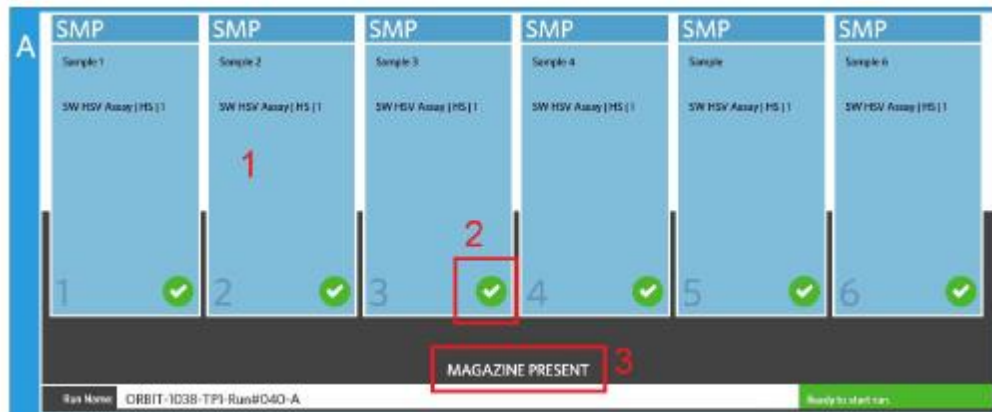 A
SMP SMP SMP SMP SMP SMP
Sample 1 Sample 2 Sample 3 Sample 4 Sample Sample 6
SW HSV Assay | HS | 1 SW HSV Assay | HS | 1 SW HSV Assay | HS | 1 SW HSV Assay | HS | 1 SW HSV Assay | HS | 1 SW HSV Assay | HS | 1
1
2
1 2 3 4 5 6
MAGAZINE PRESENT 3
Run Name ORBIT-1038-TP1-Run#040-A Ready to start run